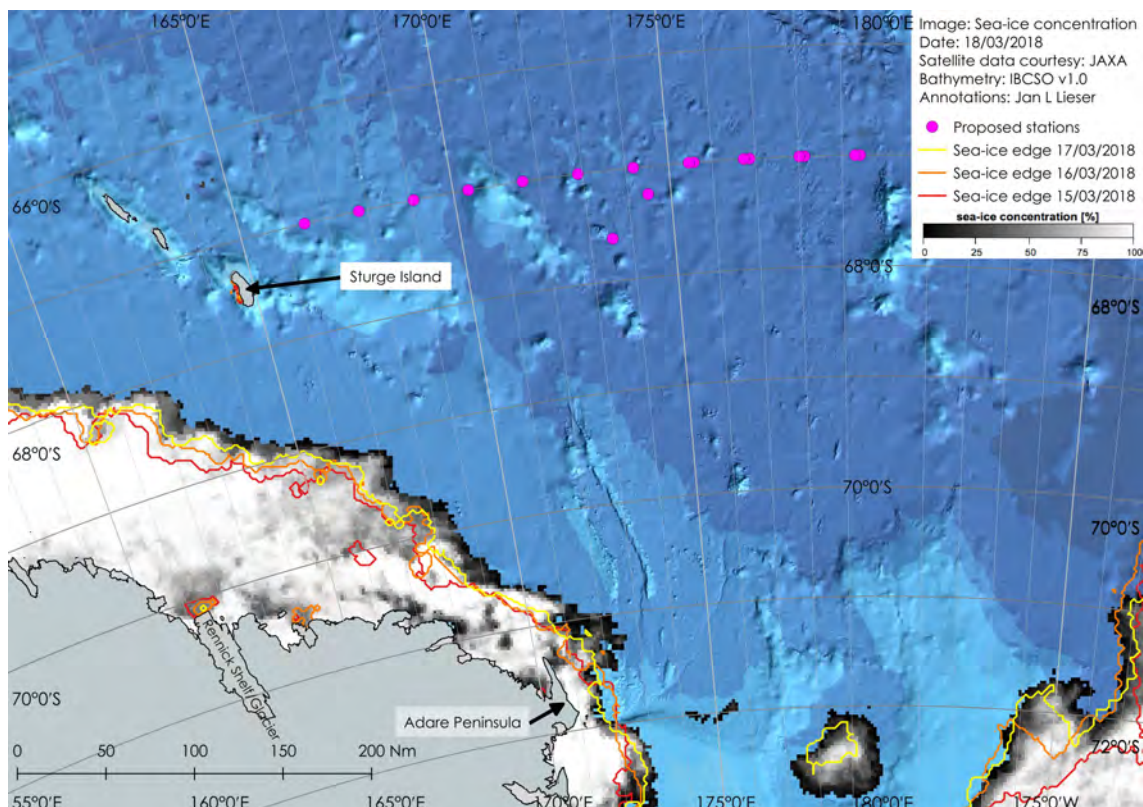 165°0'E
170°0'E
175°0'E
180°0'E
Image: Sea-ice concentration
Date: 18/03/2018
Satellite data courtesy: JAXA
Bathymetry: IBCSO v1.0
Annotations: Jan L Lieser
Proposed stations
Sea-ice edge 17/03/2018
Sea-ice edge 16/03/2018
Sea-ice edge 15/03/2018
sea-ice concentration [%]
0 25 50 75 100
66°0'S
Sturge Island
68°0'S
68°0'S
68°0'S
70°0'S
70°0'S
Rennick Shelf/Glacier
70°0'S
Adare Peninsula
72°0'S
0 50 100 150 200 Nm
155°0'E
160°0'E
165°0'E
170°0'E
175°0'E
180°0'E
175°0'W